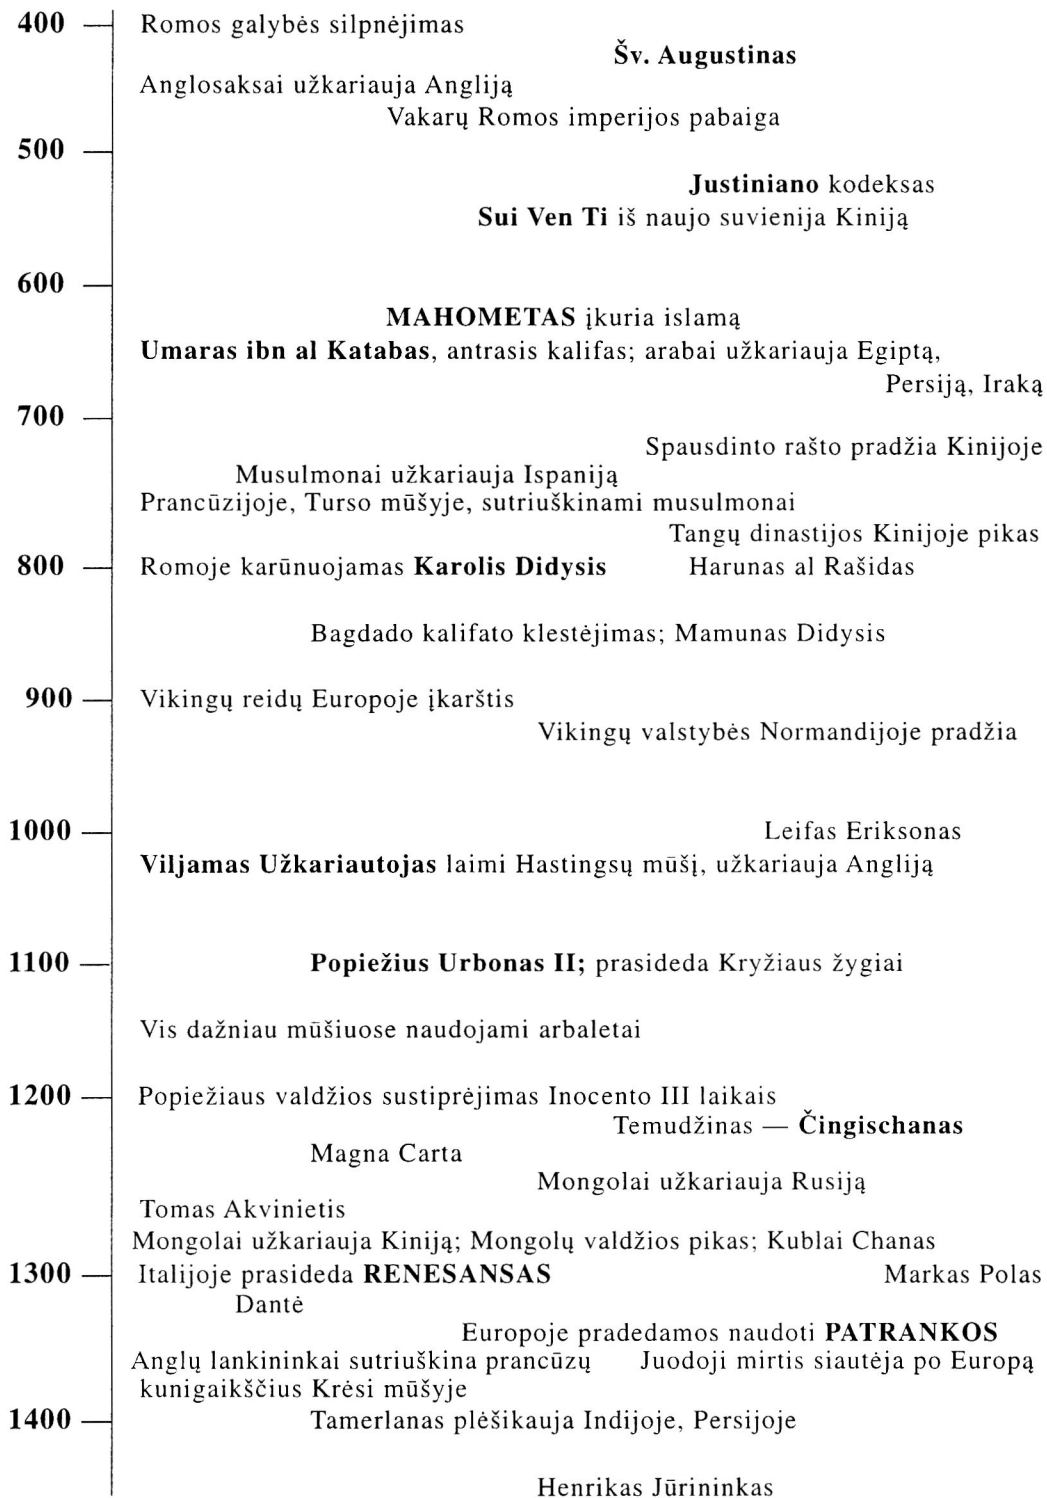 400 Romos galybės silpnėjimas
Šv. Augustinas
Anglosaksai užkariauja Angliją
Vakarų Romos imperijos pabaiga
500
Justiniano kodeksas
Sui Ven Ti iš naujo suvienija Kiniją
600
MAHOMETAS įkuria islamą
Umaras ibn al Katabas, antrasis kalifas; arabai užkariauja Egiptą,
Persiją, Iraką
700
Spausdinto rašto pradžia Kinijoje
Musulmonai užkariauja Ispaniją
Prancūzijoje, Turso mūšyje, sutriuškinami musulmonai
Tangų dinastijos Kinijoje pikas
800 Romoje karūnuojamas Karolis Didysis Harunas al Rašidas
Bagdado kalifato klestėjimas; Mamunas Didysis
900 Vikingų reidų Europoje įkarštis
Vikingų valstybės Normandijoje pradžia
1000 Leifas Eriksonas
Viljamas Užkariautojas laimi Hastingsų mūšį, užkariauja Angliją
1100 Popiežius Urbonas II; prasideda Kryžiaus žygiai
Vis dažniau mūšiuose naudojami arbaletai
1200 Popiežiaus valdžios sustiprėjimas Inocento III laikais
Temudžinas — Čingischanas
Magna Carta
Mongolai užkariauja Rusiją
Tomas Akvinietis
Mongolai užkariauja Kiniją; Mongolų valdžios pikas; Kublai Chanas
1300 Italijoje prasideda RENESANSAS Markas Polas
Dantė
Europoje pradedamos naudoti PATRANKOS
Anglų lankininkai sutriuškina prancūzų Juodoji mirtis siautėja po Europą
kunigaikščius Krėsi mūšyje
1400 Tamerlanas plėšikauja Indijoje, Persijoje
Henrikas Jūrininkas